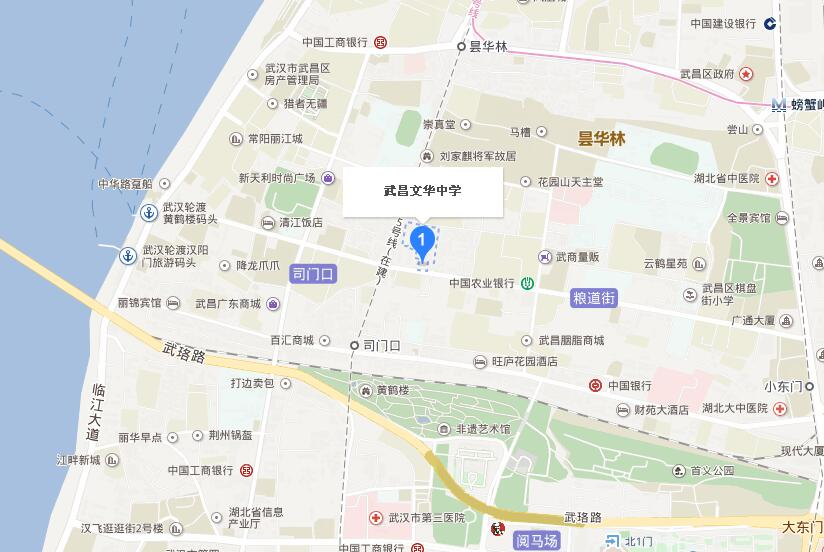 号线(
中国建设银行
中国工商银行
昙华林
武昌区政府
武汉市武昌区
房产管理局
猎者无疆
螃蟹岬
崇真堂
马槽
昙华林
尝山
常阳丽江城
刘家麒将军故居
新天利时尚广场
花园山天主堂
湖北省中医院
中华路趸船
武昌文华中学
武汉轮渡
黄鹤楼码头
清江饭店
5号线(在建)
全景宾馆
1
武汉轮渡汉阳
门旅游码头
降龙爪爪
司门口
武商量贩
云鹤星苑
中国农业银行
粮道街
武昌区棋盘
街小学
丽锦宾馆
武昌广东商城
广通大厦
百汇商城
司门口
武昌胭脂商城
武珞路
旺庐花园酒店
打边卖包
黄鹤楼
中国银行
小东门
临江大道
财苑大酒店
湖北大中医院
丽华早点
荆州锅盔
非遗艺术馆
现代大厦
江畔新城
中国工商银行
首义公园
湖北省信息
产业厅
武汉市第三医院
武珞路
大东门
汉飞逛逛街2号楼
阅马场
北1门
中国工商银行